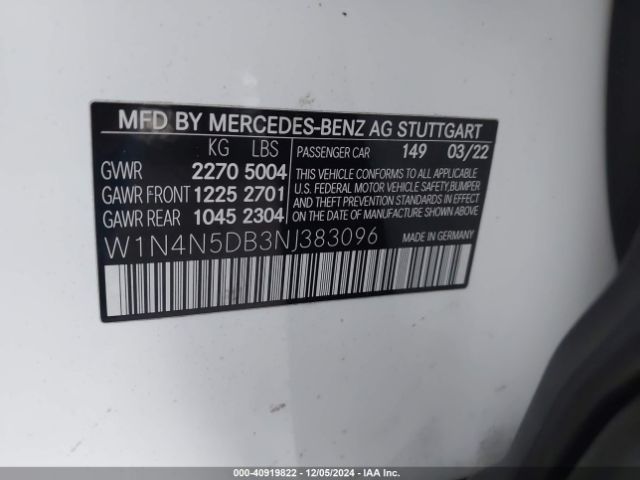 MFD BY MERCEDES-BENZ AG STUTTGART
KG LBS PASSENGER CAR 149 03/22
GVWR 2270 5004
GAWR FRONT 1225 2701
GAWR REAR 1045 2304
THIS VEHICLE CONFORMS TO ALL APPLICABLE
U.S. FEDERAL MOTOR VEHICLE SAFETY, BUMPER
AND THEFT PREVENTION STANDARDS IN EFFECT
ON THE DATE OF MANUFACTURE SHOWN ABOVE.
W1N4N5DB3NJ383096 MADE IN GERMANY
000-40919822 - 12/05/2024 - IAA Inc.